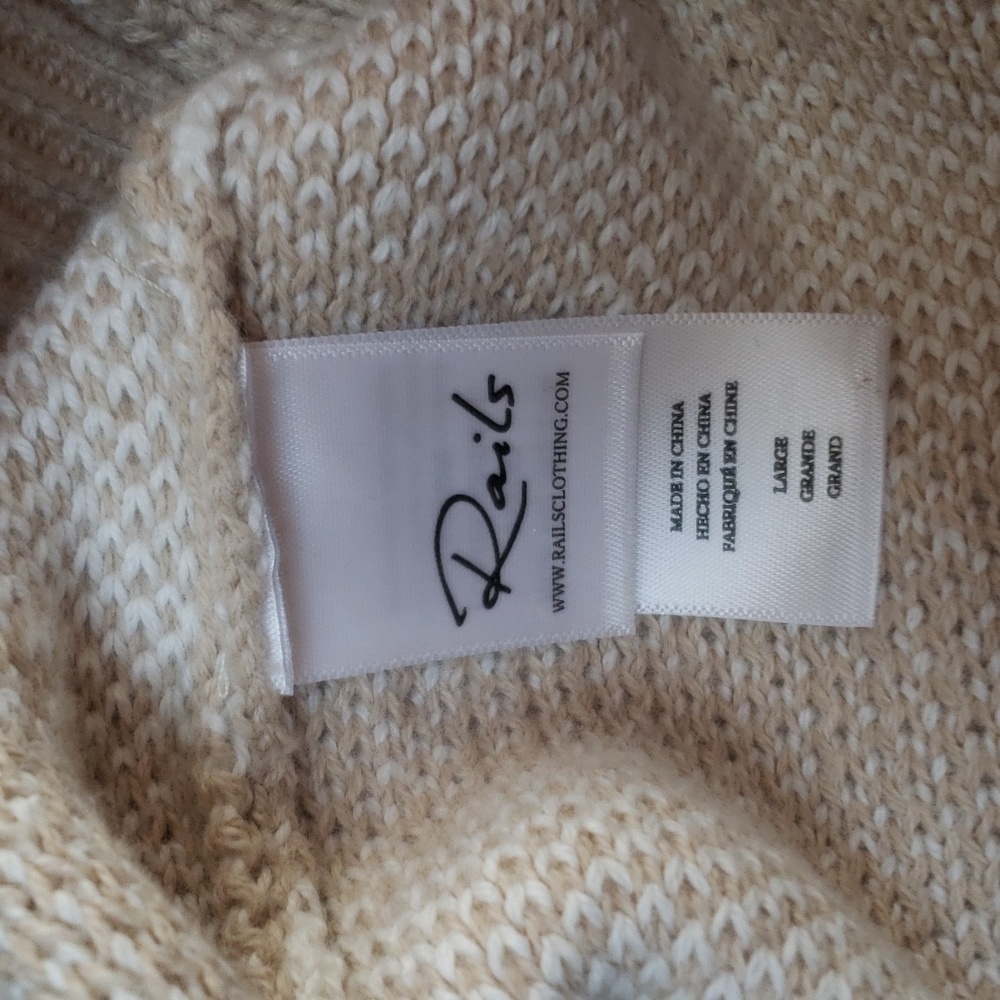 Rails
WWW.RAILSCLOTHING.COM
MADE IN CHINA
HECHO EN CHINA
FABRIQUÉ EN CHINE
LARGE
GRANDE
GRAND